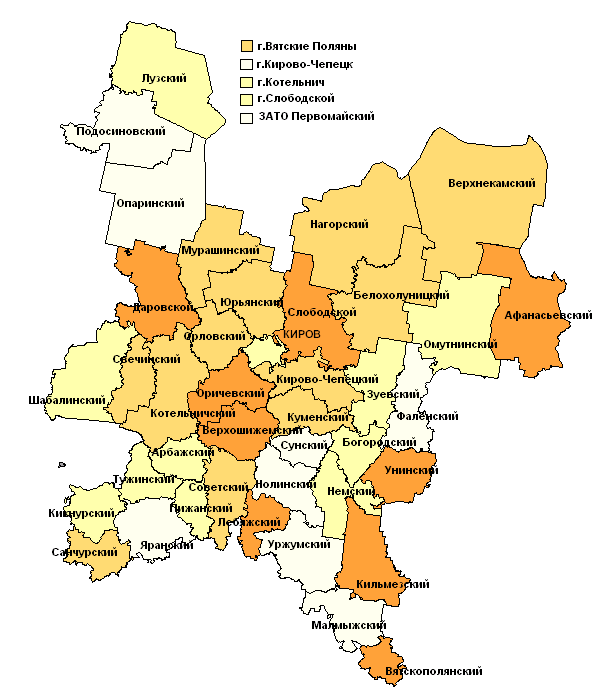 г.Вятские Поляны
г.Кирово-Чепецк
г.Котельнич
г.Слободской
ЗАТО Первомайский
Лузский
Подосиновский
Опаринский
Верхнекамский
Нагорский
Мурашинский
Юрьянский
Белохолуницкий
Даровской
Слободской
Афанасьевский
Орловский
КИРОВ
Омутнинский
Свечинский
Кирово-Чепецкий
Оричевский
Зуевский
Шабалинский
Котельничский
Куменский
Фаленский
Верхошижемский
Сунский
Богородский
Арбажский
Унинский
Тужинский
Советский
Нолинский
Немский
Кикнурский
Пижанский
Лебяжский
Санчурский
Яранский
Уржумский
Кильмезский
Малмыжский
Вятскополянский